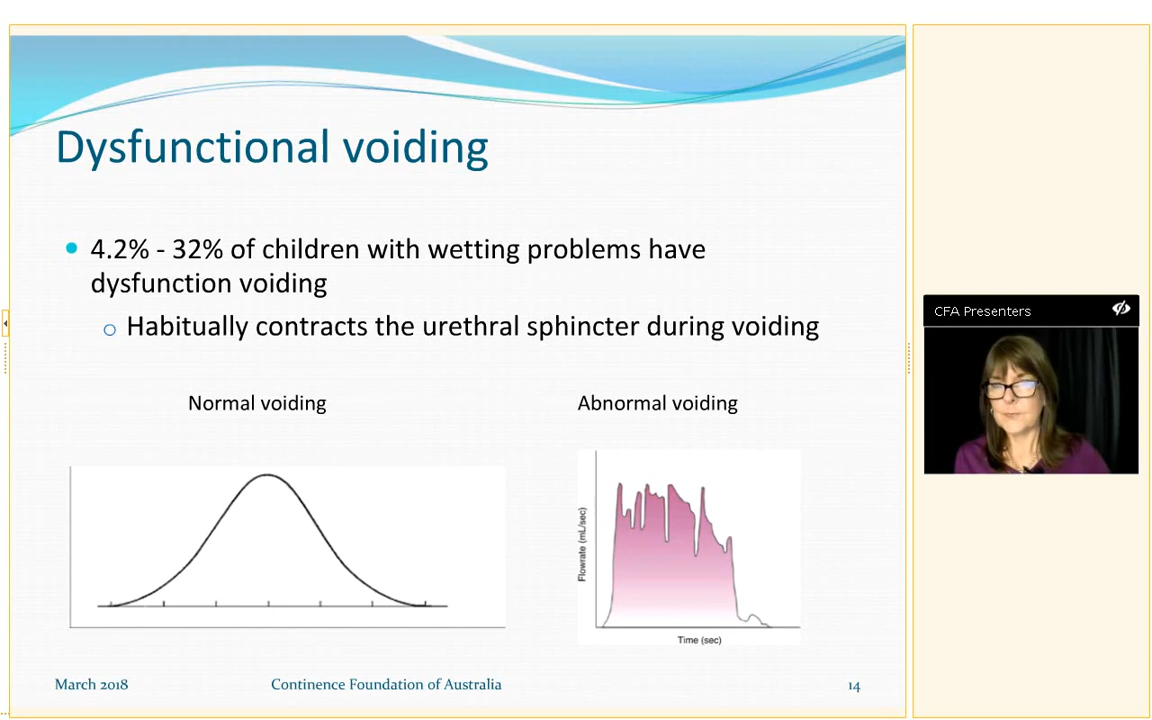 Dysfunctional voiding
4.2% - 32% of children with wetting problems have
dysfunction voiding
Habitually contracts the urethral sphincter during voiding
Normal voiding
Abnormal voiding
Flowrate (mL/sec)
Time (sec)
March 2018
Continence Foundation of Australia
14
CFA Presenters